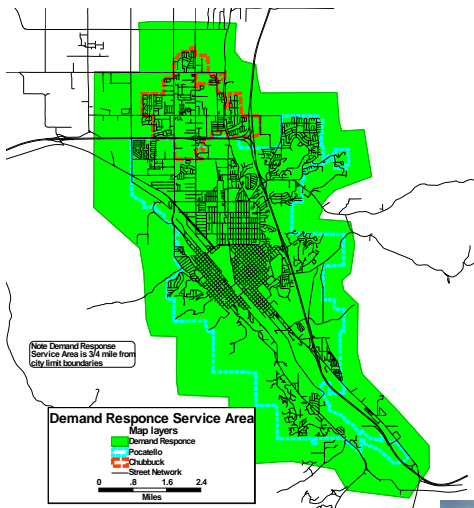 Note Demand Response
Service Area is 3/4 mile from
city limit boundaries
Demand Responce Service Area
Map layers
Demand Responce
Pocatello
Chubbuck
Street Network
0 .8 1.6 2.4
Miles